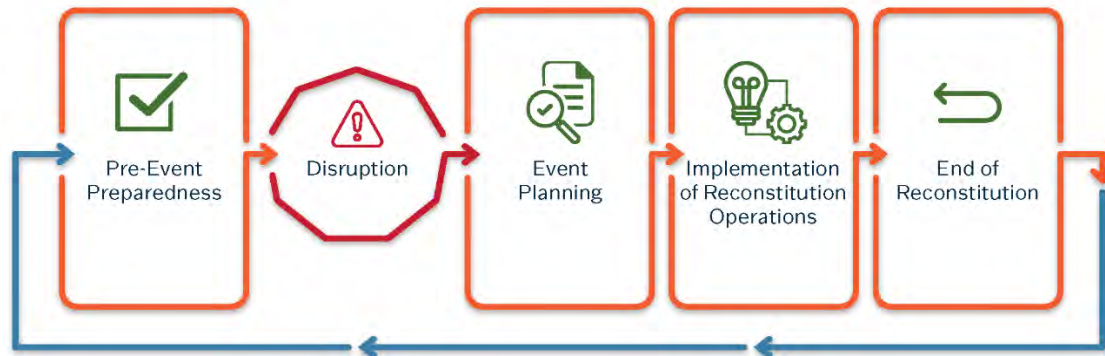 Pre-Event
Preparedness
Disruption
Event
Planning
Implementation
of Reconstitution
Operations
End of
Reconstitution